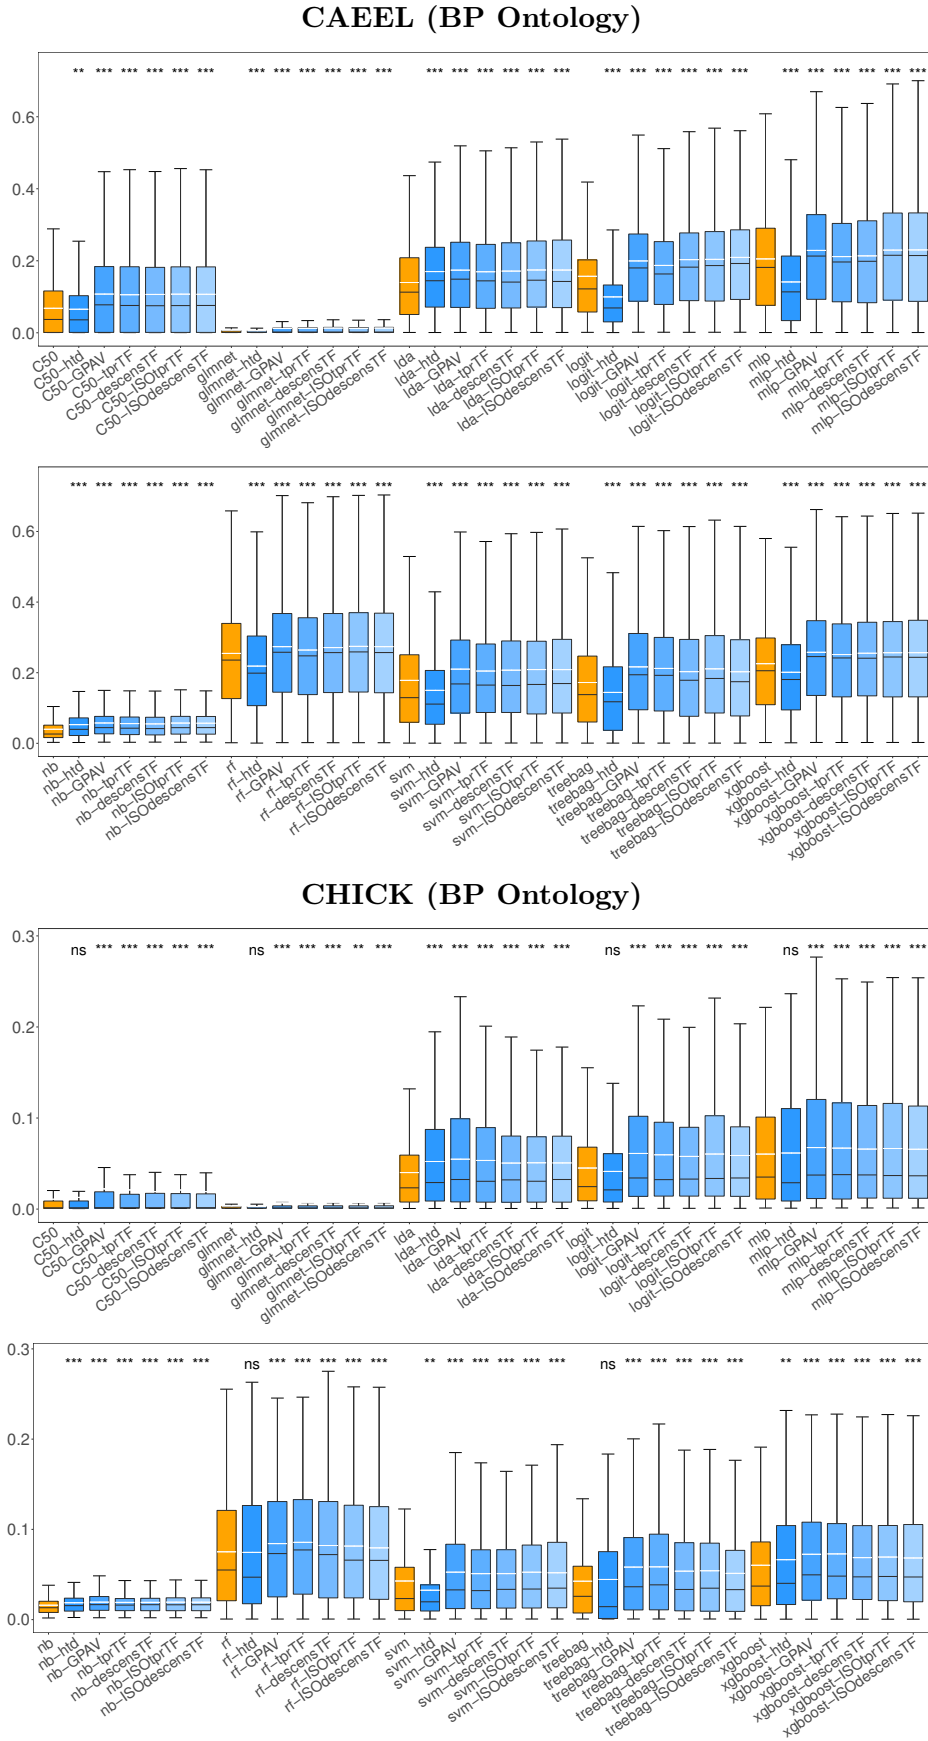 CAEEL (BP Ontology)
** *** *** *** *** *** *** *** *** *** *** *** *** *** *** *** *** *** *** *** *** *** *** *** *** *** *** *** *** ***
0.6
0.4
0.2
0.0
C50
C50−htd
C50−GPAV
C50−tprTF
C50−descensTF
C50−ISOtprTF
C50−ISOdescensTF
glmnet
glmnet−htd
glmnet−GPAV
glmnet−tprTF
glmnet−descensTF
glmnet−ISOtprTF
glmnet−ISOdescensTF
lda
lda−htd
lda−GPAV
lda−tprTF
lda−descensTF
lda−ISOtprTF
lda−ISOdescensTF
logit
logit−htd
logit−GPAV
logit−tprTF
logit−descensTF
logit−ISOtprTF
logit−ISOdescensTF
mlp
mlp−htd
mlp−GPAV
mlp−tprTF
mlp−descensTF
mlp−ISOtprTF
mlp−ISOdescensTF
*** *** *** *** *** *** *** *** *** *** *** *** *** *** *** *** *** *** *** *** *** *** *** *** *** *** *** *** *** ***
0.6
0.4
0.2
0.0
nb
nb−htd
nb−GPAV
nb−tprTF
nb−descensTF
nb−ISOtprTF
nb−ISOdescensTF
rf
rf−htd
rf−GPAV
rf−tprTF
rf−descensTF
rf−ISOtprTF
rf−ISOdescensTF
svm
svm−htd
svm−GPAV
svm−tprTF
svm−descensTF
svm−ISOtprTF
svm−ISOdescensTF
treebag
treebag−htd
treebag−GPAV
treebag−tprTF
treebag−descensTF
treebag−ISOtprTF
treebag−ISOdescensTF
xgboost
xgboost−htd
xgboost−GPAV
xgboost−tprTF
xgboost−descensTF
xgboost−ISOtprTF
xgboost−ISOdescensTF
CHICK (BP Ontology)
ns *** *** *** *** *** ns *** *** *** ** *** *** *** *** *** *** *** ns *** *** *** *** *** ns *** *** *** *** ***
0.3
0.2
0.1
0.0
C50
C50−htd
C50−GPAV
C50−tprTF
C50−descensTF
C50−ISOtprTF
C50−ISOdescensTF
glmnet
glmnet−htd
glmnet−GPAV
glmnet−tprTF
glmnet−descensTF
glmnet−ISOtprTF
glmnet−ISOdescensTF
lda
lda−htd
lda−GPAV
lda−tprTF
lda−descensTF
lda−ISOtprTF
lda−ISOdescensTF
logit
logit−htd
logit−GPAV
logit−tprTF
logit−descensTF
logit−ISOtprTF
logit−ISOdescensTF
mlp
mlp−htd
mlp−GPAV
mlp−tprTF
mlp−descensTF
mlp−ISOtprTF
mlp−ISOdescensTF
*** *** *** *** *** *** ns *** *** *** *** *** ** *** *** *** *** *** ns *** *** *** *** *** ** *** *** *** *** ***
0.3
0.2
0.1
0.0
nb
nb−htd
nb−GPAV
nb−tprTF
nb−descensTF
nb−ISOtprTF
nb−ISOdescensTF
rf
rf−htd
rf−GPAV
rf−tprTF
rf−descensTF
rf−ISOtprTF
rf−ISOdescensTF
svm
svm−htd
svm−GPAV
svm−tprTF
svm−descensTF
svm−ISOtprTF
svm−ISOdescensTF
treebag
treebag−htd
treebag−GPAV
treebag−tprTF
treebag−descensTF
treebag−ISOtprTF
treebag−ISOdescensTF
xgboost
xgboost−htd
xgboost−GPAV
xgboost−tprTF
xgboost−descensTF
xgboost−ISOtprTF
xgboost−ISOdescensTF